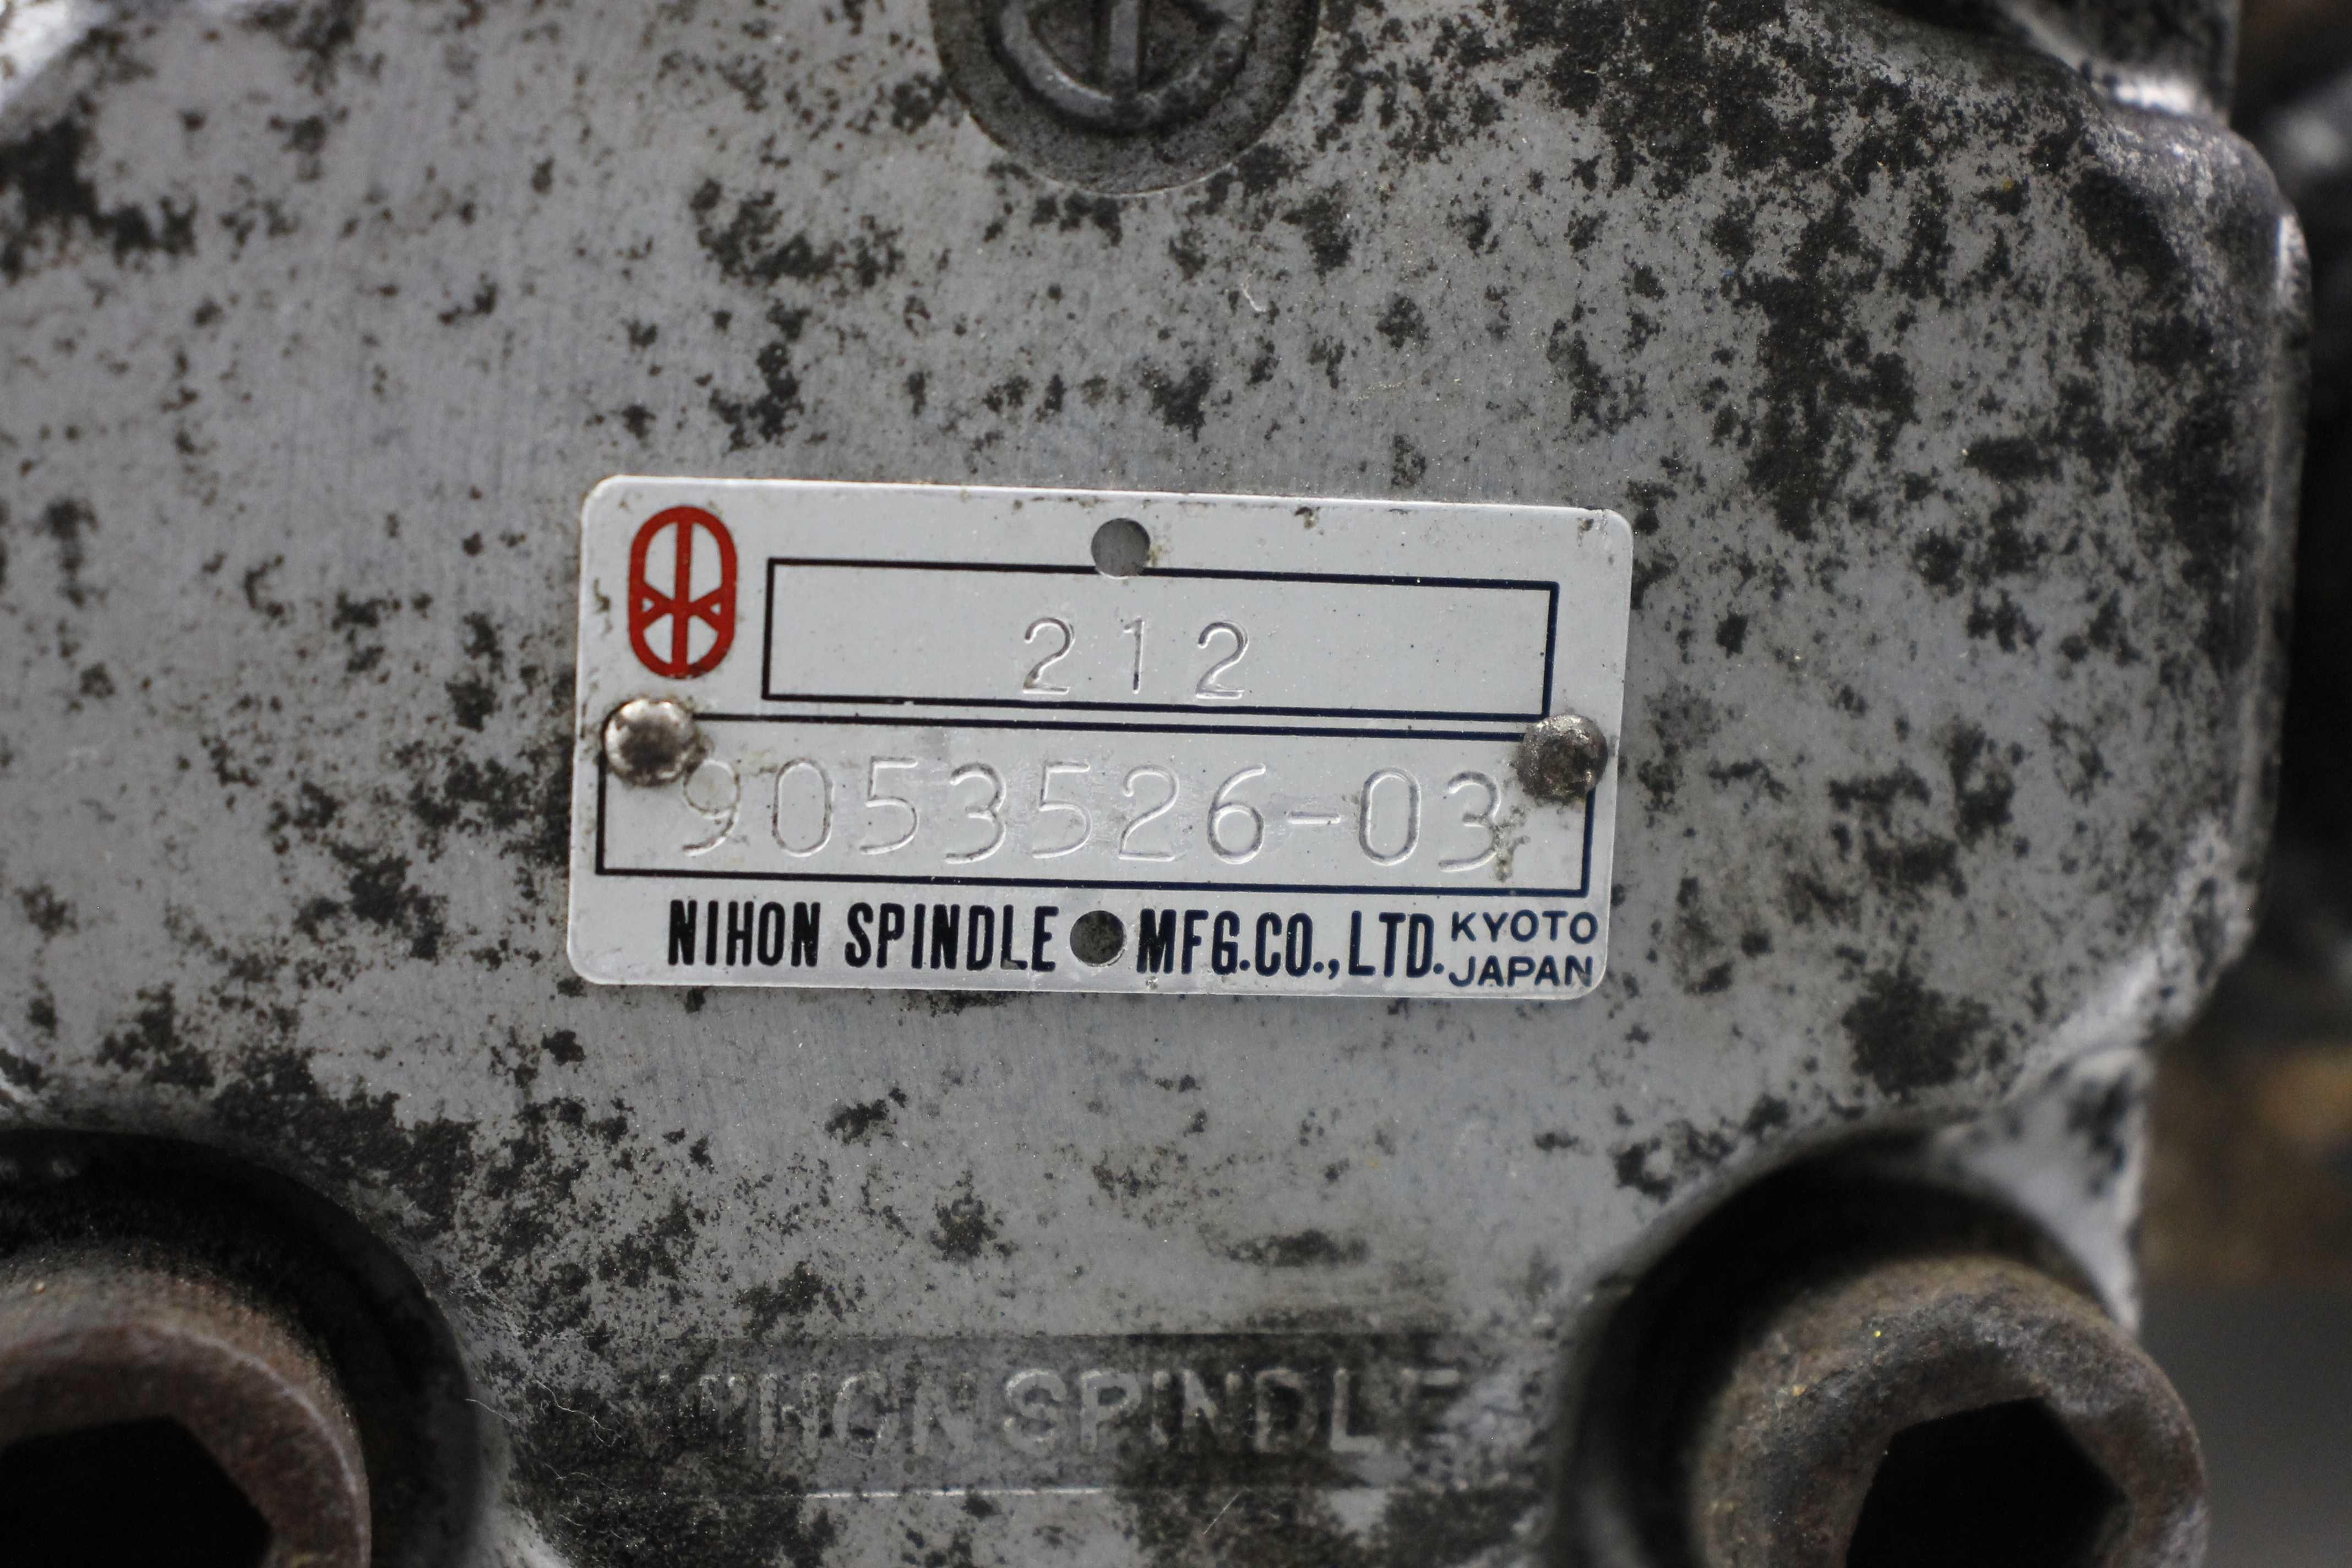 212
9053526-03
NIHON SPINDLE MFG.CO.,LTD. KYOTO JAPAN
NIHON SPINDLE